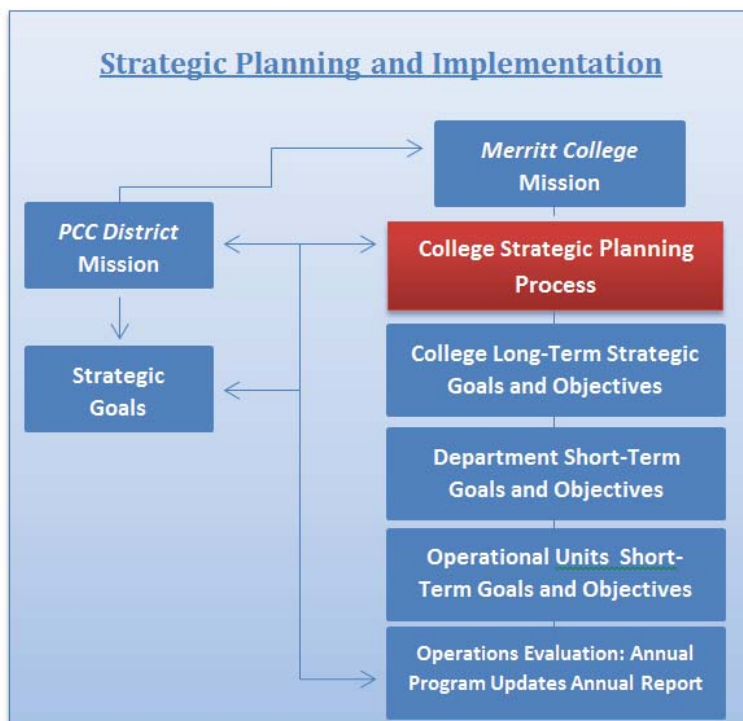 Strategic Planning and Implementation
Merritt College
Mission
PCC District
Mission
College Strategic Planning
Process
Strategic
Goals
College Long-Term Strategic
Goals and Objectives
Department Short-Term
Goals and Objectives
Operational Units Short-
Term Goals and Objectives
Operations Evaluation: Annual
Program Updates Annual Report